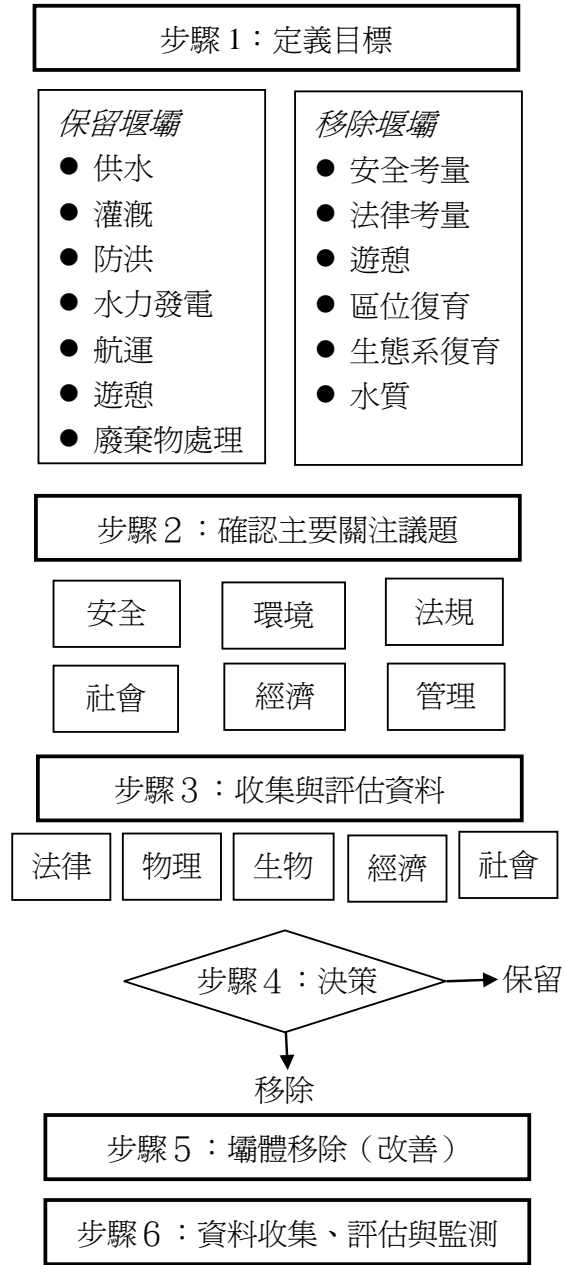 步驟1：定義目標
保留堰壩
● 供水
● 灌溉
● 防洪
● 水力發電
● 航運
● 遊憩
● 廢棄物處理
移除堰壩
● 安全考量
● 法律考量
● 遊憩
● 區位復育
● 生態系復育
● 水質
步驟２：確認主要關注議題
安全 環境 法規
社會 經濟 管理
步驟３：收集與評估資料
法律 物理 生物 經濟 社會
步驟４：決策 保留
移除
步驟５：壩體移除（改善）
步驟６：資料收集、評估與監測